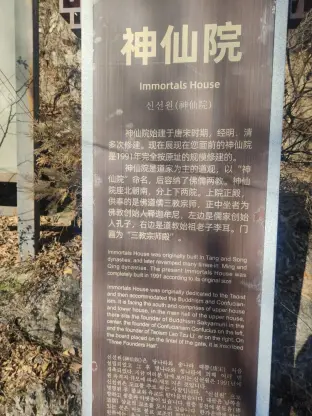 神仙院
Immortals House
신선원(神仙院)
神仙院始建于唐宋时期，经明、清
多次修建。现在展现在您面前的神仙院
是1991年完全按原址的规模修建的。
神仙院是道家为主的道观，以“神
仙院”命名，后容纳了佛儒两教。神仙
院座北朝南，分上下两院。上院正殿
供奉的是佛道儒三教宗师，正中坐者为
佛教创始人释迦牟尼，左边是儒家创始
人孔子，右边是道教始祖老子李耳。门
匾为“三教宗师殿”。
Immortals House was originally built in Tang and Song
dynasties, and later revamped many times in Ming and
Qing dynasties. The present Immortals House was
completely built in 1991 according to its original size.
Immortals House was originally dedicated to the Taoist
and then accommodated the Buddhist and Confucian-
ism. It is facing the south and comprises of upper house
and lower house. In the main hall of the upper house,
there are the founder of Buddhism Sakyamuni in the
center, the founder of Confucianism Confucius on the left,
and the founder of Taoism Lao Tzu Li er on the right. On
the board placed on the lintel of the gate, it is inscribed
"Three Founders Hall".